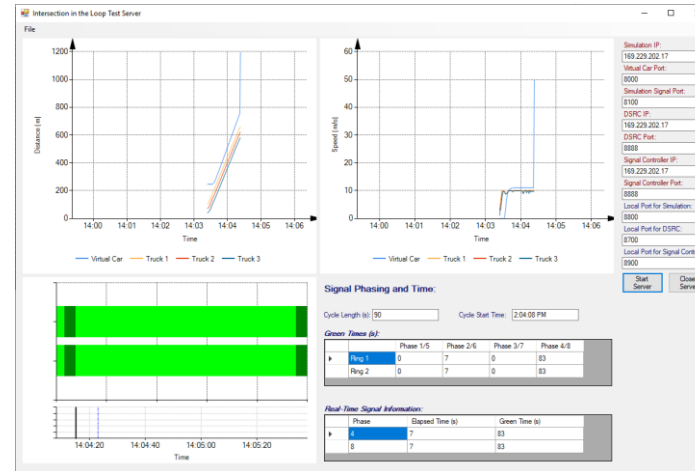 Intersection in the Loop Test Server
File
1200
1000
800
600
400
200
0
Distance [m]
14:00 14:01 14:02 14:03 14:04 14:05 14:06
Time
Virtual Car Truck 1 Truck 2 Truck 3
60
50
40
30
20
10
0
Speed [m/s]
14:00 14:01 14:02 14:03 14:04 14:05 14:06
Time
Virtual Car Truck 1 Truck 2 Truck 3
Simulation IP:
169.229.202.17
Virtual Car Port:
8000
Simulation Signal Port:
8100
DSRC IP:
169.229.202.17
DSRC Port:
8888
Signal Controller IP:
169.229.202.17
Signal Controller Port:
8888
Local Port for Simulation:
8800
Local Port for DSRC:
8700
Local Port for Signal Cont
8900
Start Server
Close Serve
14:04:20 14:04:40 14:05:00 14:05:20
Time
Signal Phasing and Time:
Cycle Length (s): 90 Cycle Start Time: 2:04:08 PM
Green Times (s):
Phase 1/5 Phase 2/6 Phase 3/7 Phase 4/8
Ring 1 0 7 0 83
Ring 2 0 7 0 83
Real-Time Signal Information:
Phase Elapsed Time (s) Green Time (s)
4 7 83
8 7 83